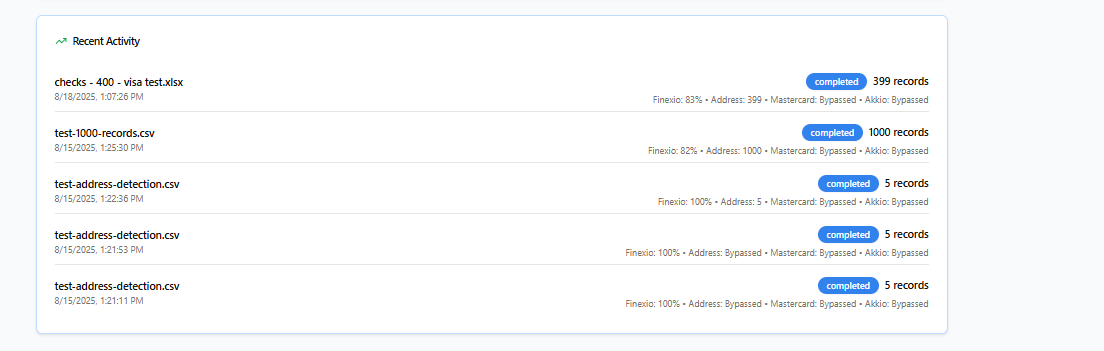 Recent Activity
checks - 400 - visa test.xlsx
completed 399 records
8/18/2025, 1:07:26 PM
Finexio: 83% • Address: 399 • Mastercard: Bypassed • Akkio: Bypassed
test-1000-records.csv
completed 1000 records
8/15/2025, 1:25:30 PM
Finexio: 82% • Address: 1000 • Mastercard: Bypassed • Akkio: Bypassed
test-address-detection.csv
completed 5 records
8/15/2025, 1:22:36 PM
Finexio: 100% • Address: 5 • Mastercard: Bypassed • Akkio: Bypassed
test-address-detection.csv
completed 5 records
8/15/2025, 1:21:53 PM
Finexio: 100% • Address: Bypassed • Mastercard: Bypassed • Akkio: Bypassed
test-address-detection.csv
completed 5 records
8/15/2025, 1:21:11 PM
Finexio: 100% • Address: Bypassed • Mastercard: Bypassed • Akkio: Bypassed